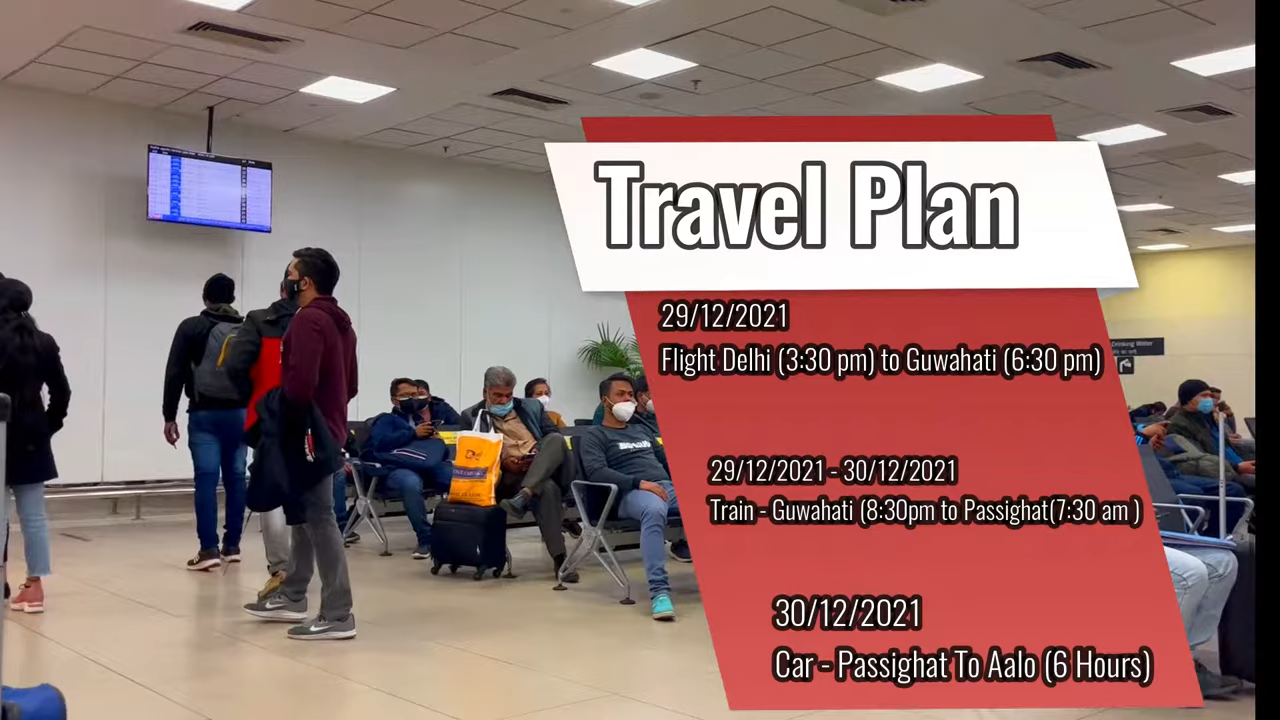 Travel Plan
29/12/2021
Flight Delhi (3:30 pm) to Guwahati (6:30 pm)
29/12/2021 - 30/12/2021
Train - Guwahati (8:30pm to Passighat(7:30 am )
30/12/2021
Car - Passighat To Aalo (6 Hours)
Drinking Water